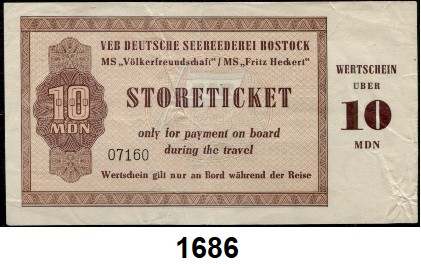 VEB DEUTSCHE SEEREEDEREI ROSTOCK
MS „Völkerfreundschaft" / MS „Fritz Heckert"
STORETICKET
only for payment on board
during the travel
07160
Wertschein gilt nur an Bord während der Reise
10
MDN
WERTSCHEIN
ÜBER
10
MDN
1686